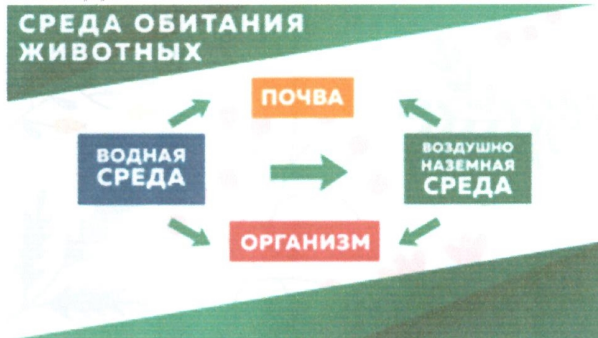 СРЕДА ОБИТАНИЯ
ЖИВОТНЫХ
ПОЧВА
ВОДНАЯ
СРЕДА
ВОЗДУШНО
НАЗЕМНАЯ
СРЕДА
ОРГАНИЗМ